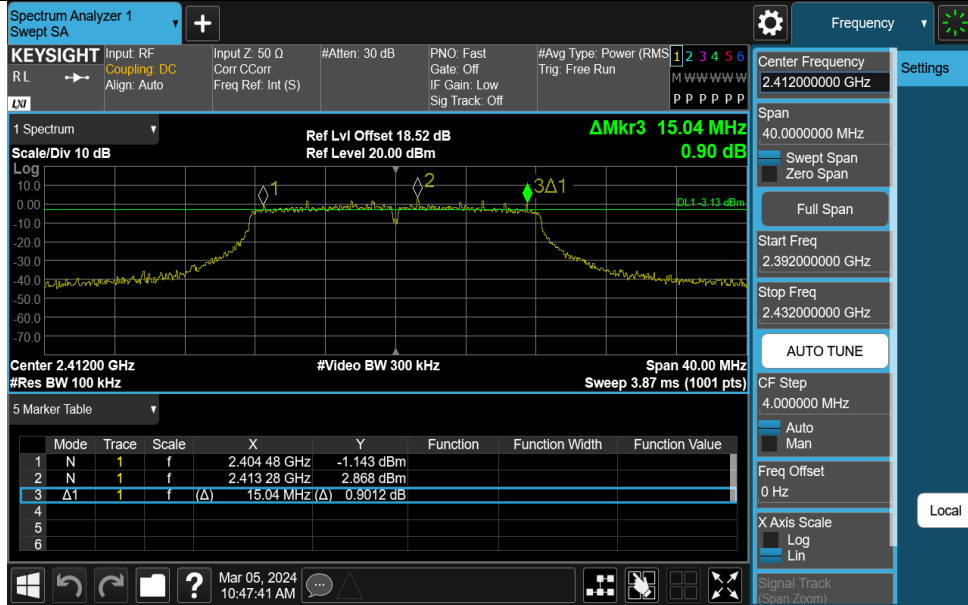 Spectrum Analyzer 1
Swept SA
Frequency
KEYSIGHT
R L
LXI
Input: RF
Coupling: DC
Align: Auto
Input Z: 50 Ω
Corr CCorr
Freq Ref: Int (S)
#Atten: 30 dB
PNO: Fast
Gate: Off
IF Gain: Low
Sig Track: Off
#Avg Type: Power (RMS
Trig: Free Run
1 2 3 4 5 6
M W W W W W
P P P P P P
1 Spectrum
Scale/Div 10 dB
Ref Lvl Offset 18.52 dB
Ref Level 20.00 dBm
ΔMkr3 15.04 MHz
0.90 dB
Log
10.0
0.00
-10.0
-20.0
-30.0
-40.0
-50.0
-60.0
-70.0
1
2
3Δ1
DL1 -3.13 dBm
Center 2.41200 GHz
#Res BW 100 kHz
#Video BW 300 kHz
Span 40.00 MHz
Sweep 3.87 ms (1001 pts)
5 Marker Table
Mode Trace Scale X Y Function Function Width Function Value
1 N 1 f 2.404 48 GHz -1.143 dBm
2 N 1 f 2.413 28 GHz 2.868 dBm
3 Δ1 1 f (Δ) 15.04 MHz (Δ) 0.9012 dB
4
5
6
Mar 05, 2024
10:47:41 AM
Center Frequency
2.412000000 GHz
Span
40.0000000 MHz
Swept Span
Zero Span
Full Span
Start Freq
2.392000000 GHz
Stop Freq
2.432000000 GHz
AUTO TUNE
CF Step
4.000000 MHz
Auto
Man
Freq Offset
0 Hz
X Axis Scale
Log
Lin
Signal Track
(Span Zoom)
Settings
Local